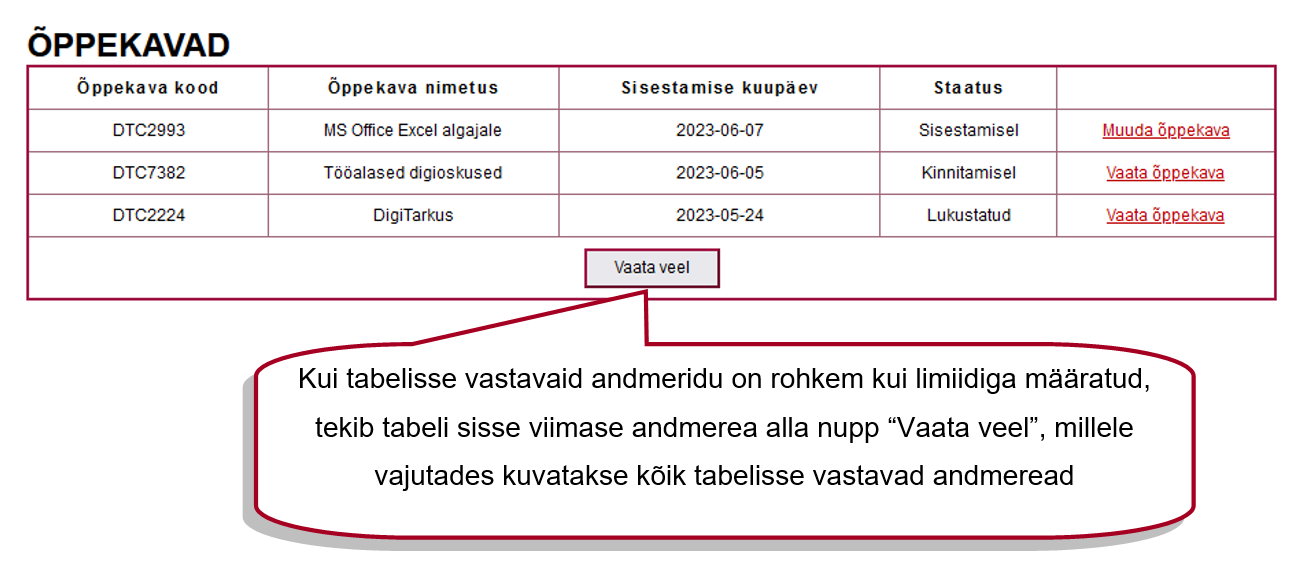 ÕPPEKAVAD
Õppekava kood Õppekava nimetus Sisestamise kuupäev Staatus
DTC2993 MS Office Excel algajale 2023-06-07 Sisestamisel Muuda õppekava
DTC7382 Tööalased digioskused 2023-06-05 Kinnitamisel Vaata õppekava
DTC2224 DigiTarkus 2023-05-24 Lukustatud Vaata õppekava
Vaata veel
Kui tabelisse vastavaid andmeridu on rohkem kui limiidiga määratud,
tekib tabeli sisse viimase andmerea alla nupp “Vaata veel”, millele
vajutades kuvatakse kõik tabelisse vastavad andmeread